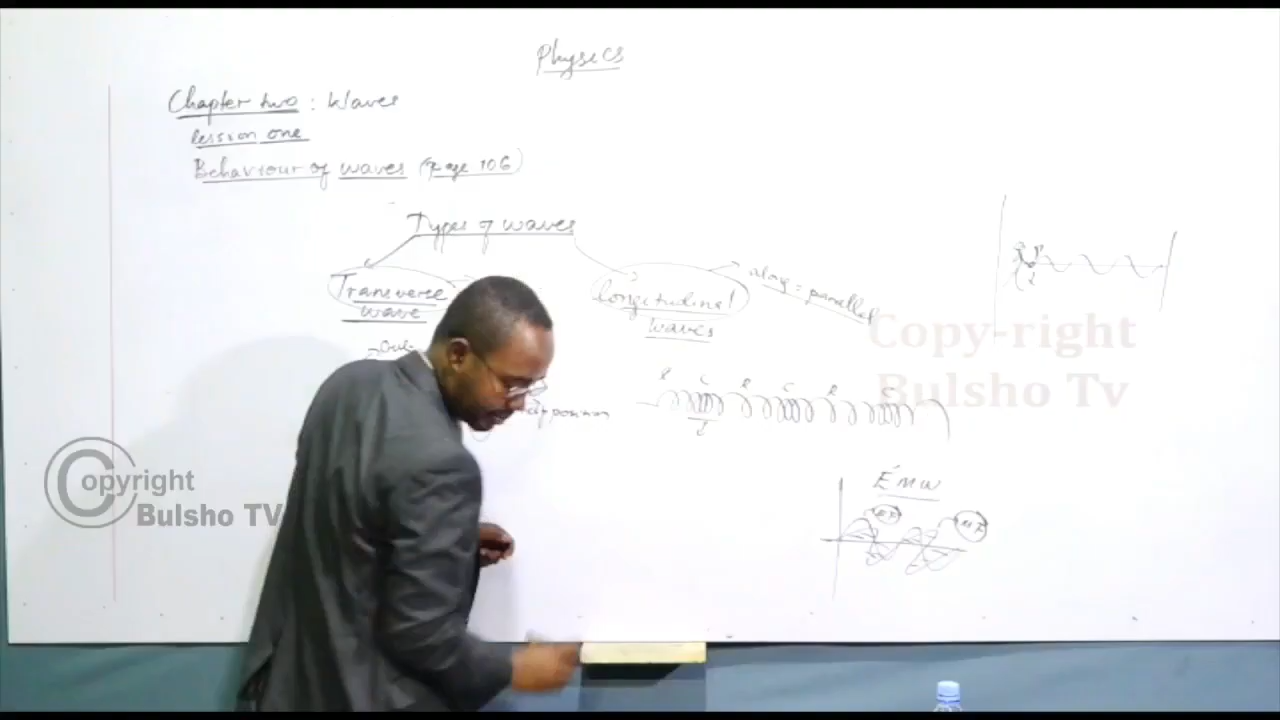 Physics
Chapter two : Waves
lession one
Behaviour of waves (Page 106)
Types of waves
Transverse
wave
longitudinal
waves
along = parallel
Copy-right
Bulsho Tv
R C R C R C
C
EMW
M F
Copyright
Bulsho TV